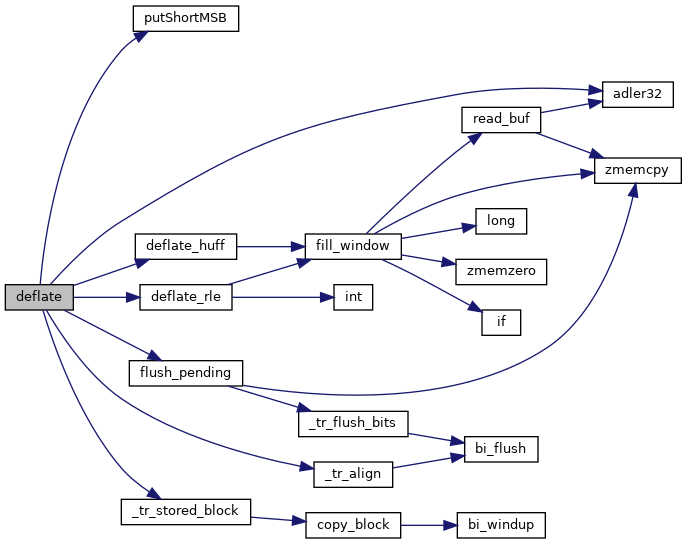 putShortMSB
adler32
read_buf
zmemcpy
long
deflate_huff
fill_window
zmemzero
deflate
deflate_rle
int
if
flush_pending
_tr_flush_bits
bi_flush
_tr_align
_tr_stored_block
copy_block
bi_windup